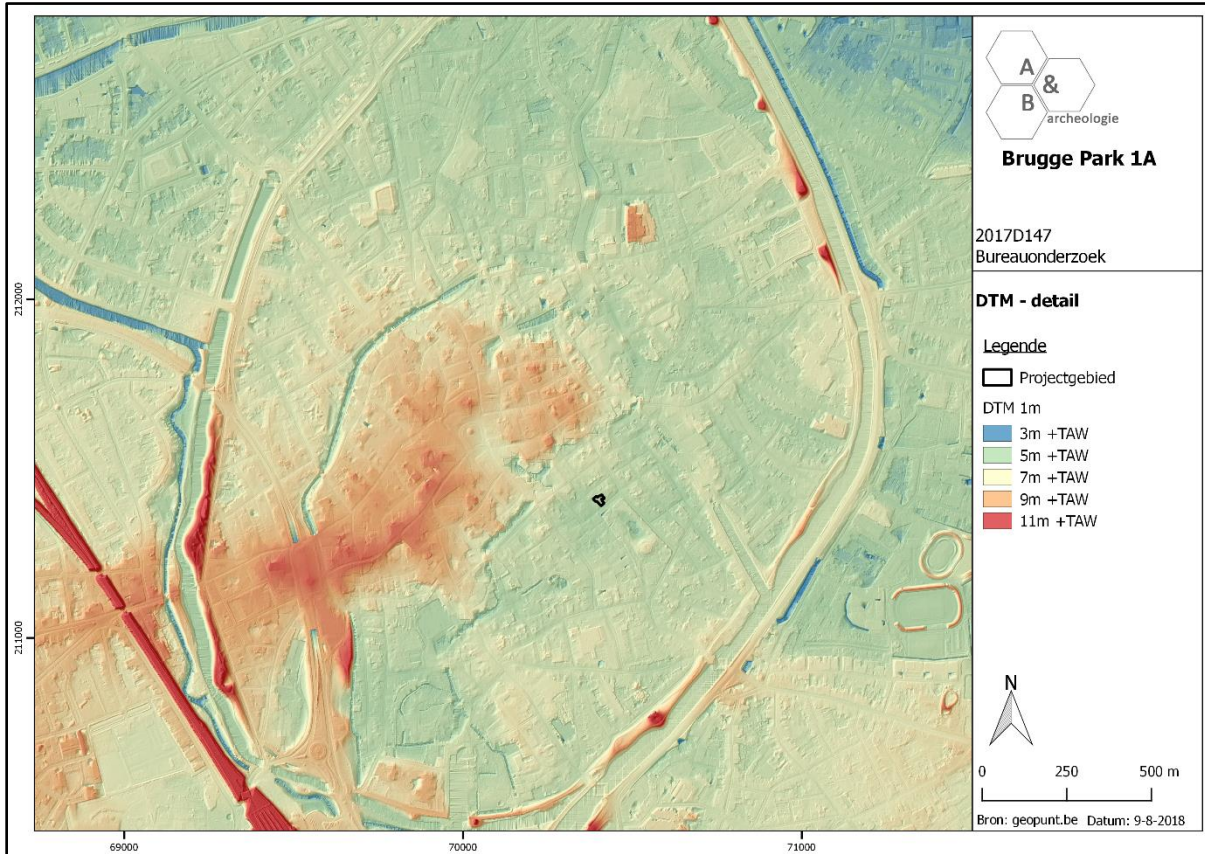 A
&
B
archeologie
Brugge Park 1A
2017D147
Bureauonderzoek
DTM - detail
Legende
Projectgebied
DTM 1m
3m +TAW
5m +TAW
7m +TAW
9m +TAW
11m +TAW
N
0 250 500 m
Bron: geopunt.be Datum: 9-8-2018
212000
211000
69000 70000 71000